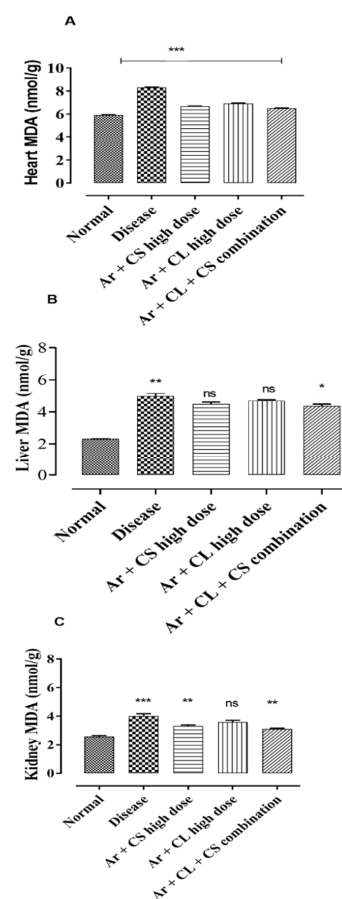 A
***
Heart MDA (nmol/g)
10
8
6
4
2
0
Normal
Disease
Ar + CS high dose
Ar + CL high dose
Ar + CL + CS combination
B
Liver MDA (nmol/g)
8
6
4
2
0
**
ns
ns
*
Normal
Disease
Ar + CS high dose
Ar + CL high dose
Ar + CL + CS combination
C
Kidney MDA (nmol/g)
8
6
4
2
0
***
**
ns
**
Normal
Disease
Ar + CS high dose
Ar + CL high dose
Ar + CL + CS combination